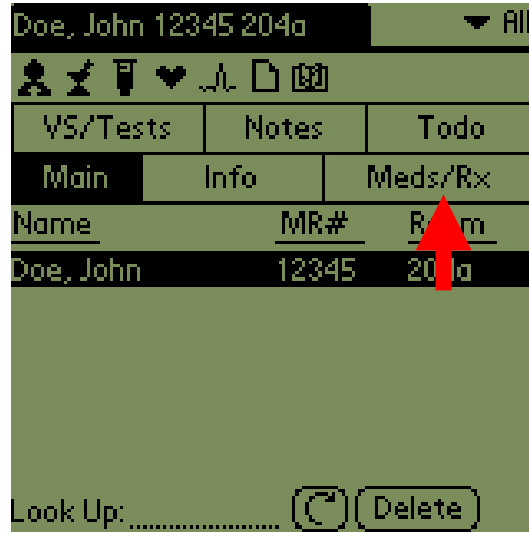 Doe, John 12345 204a All
VS/Tests Notes Todo
Main Info Meds/Rx
Name MR#
Doe, John 12345
Look Up: Delete